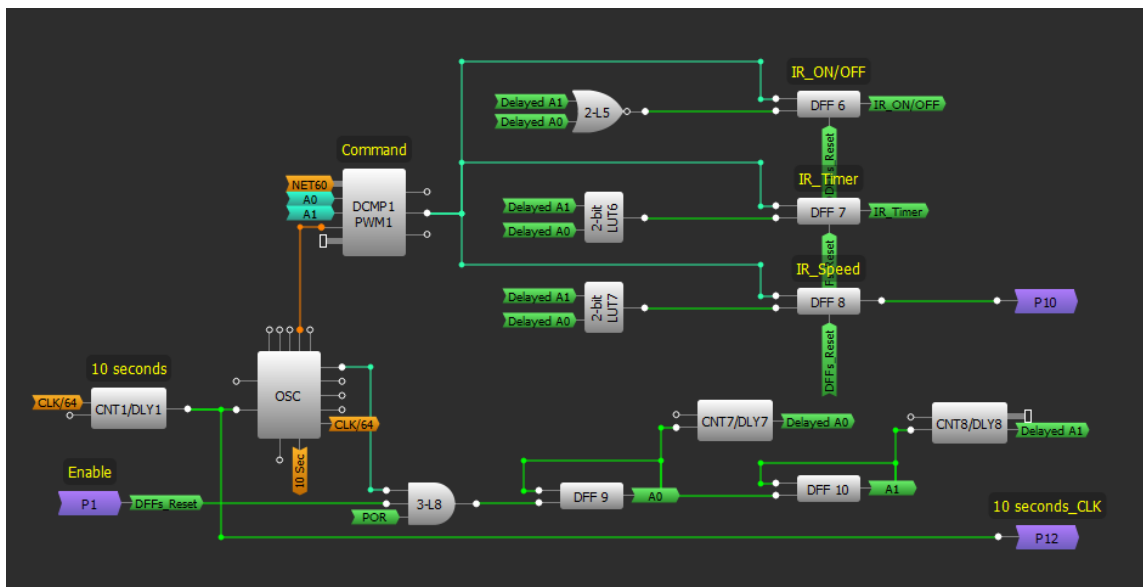 IR_ON/OFF
Delayed A1
Delayed A0
2-L5
DFF 6
IR_ON/OFF
DFFs_Reset
Command
NET60
A0
A1
DCMP1
PWM1
IR_Timer
Delayed A1
Delayed A0
2-bit
LUT6
DFF 7
IR_Timer
IR_Speed
Delayed A1
Delayed A0
2-bit
LUT7
DFF 8
P10
DFFs_Reset
10 seconds
CLK/64
CNT1/DLY1
OSC
CLK/64
10 Sec
CNT7/DLY7
Delayed A0
CNT8/DLY8
Delayed A1
Enable
P1
DFFs_Reset
POR
3-L8
DFF 9
A0
DFF 10
A1
10 seconds_CLK
P12